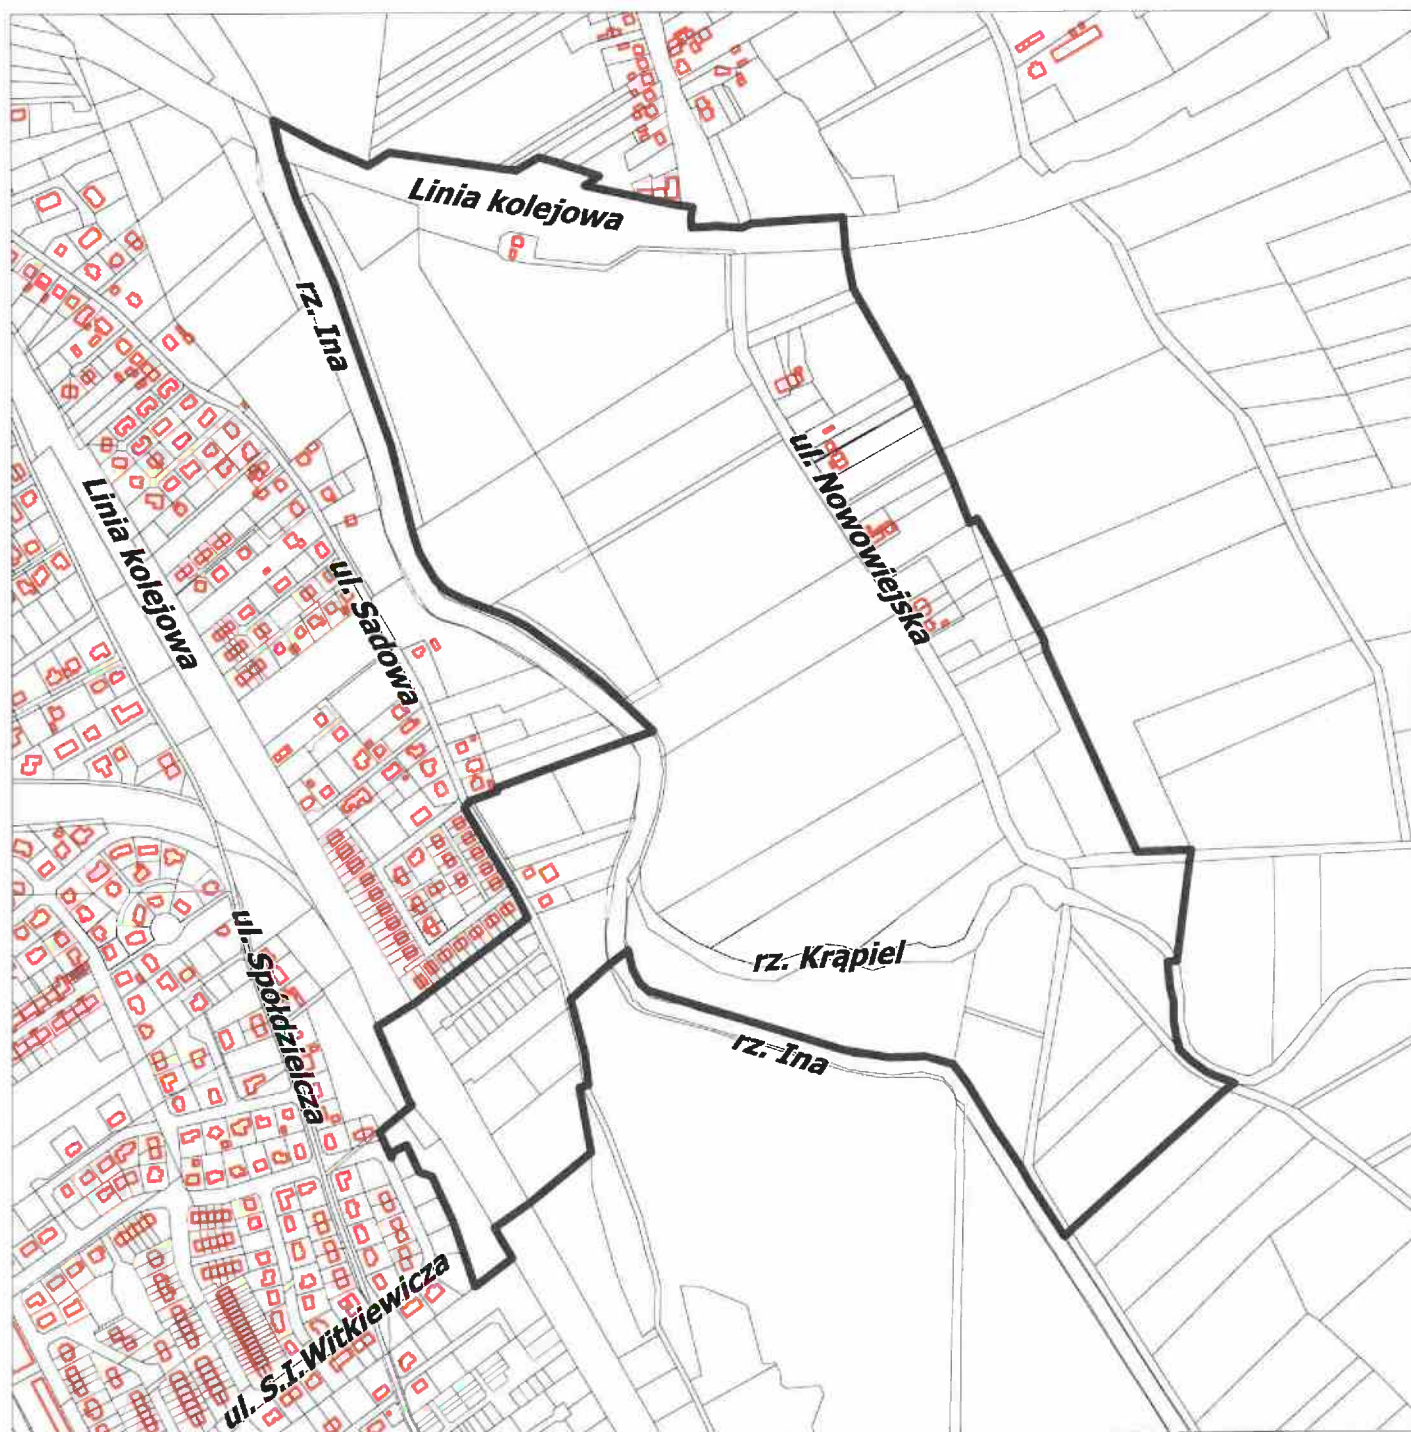 Linia kolejowa
rz. Ina
ul. Nowowiejska
Linia kolejowa
ul. Sadowa
ul. Spółdzielcza
rz. Krąpiel
rz. Ina
ul. S.I.Witkiewicza